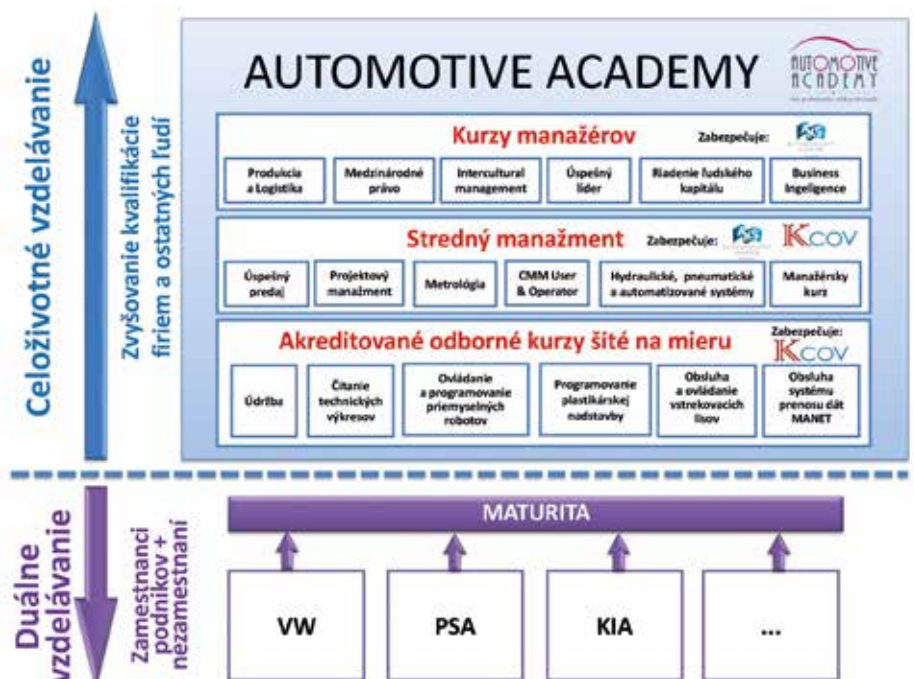 Celoživotné vzdelávanie
Zvyšovanie kvalifikácie
firiem a ostatných ľudí
AUTOMOTIVE ACADEMY
AUTOMOTIVE
ACADEMY
Kurzy manažérov
Zabezpečuje:
Produkcia
a Logistika
Medzinárodné
právo
Intercultural
management
Úspešný
líder
Riadenie ľudského
kapitálu
Business
Ingeligence
Stredný manažment
Zabezpečuje:
KCOV
Úspešný
predaj
Projektový
manažment
Metrológia
CMM User
& Operator
Hydraulické, pneumatické
a automatizované systémy
Manažérsky
kurz
Akreditované odborné kurzy šité na mieru
Zabezpečuje:
KCOV
Údržba
Čítanie
technických
výkresov
Ovládanie
a programovanie
priemyselných
robotov
Programovanie
plastikárskej
nadstavby
Obsluha
a ovládanie
vstrekovacích
lisov
Obsluha
systému
prenosu dát
MANET
Duálne
vzdelávanie
Zamestnanci
podnikov +
nezamestnaní
MATURITA
VW
PSA
KIA
...